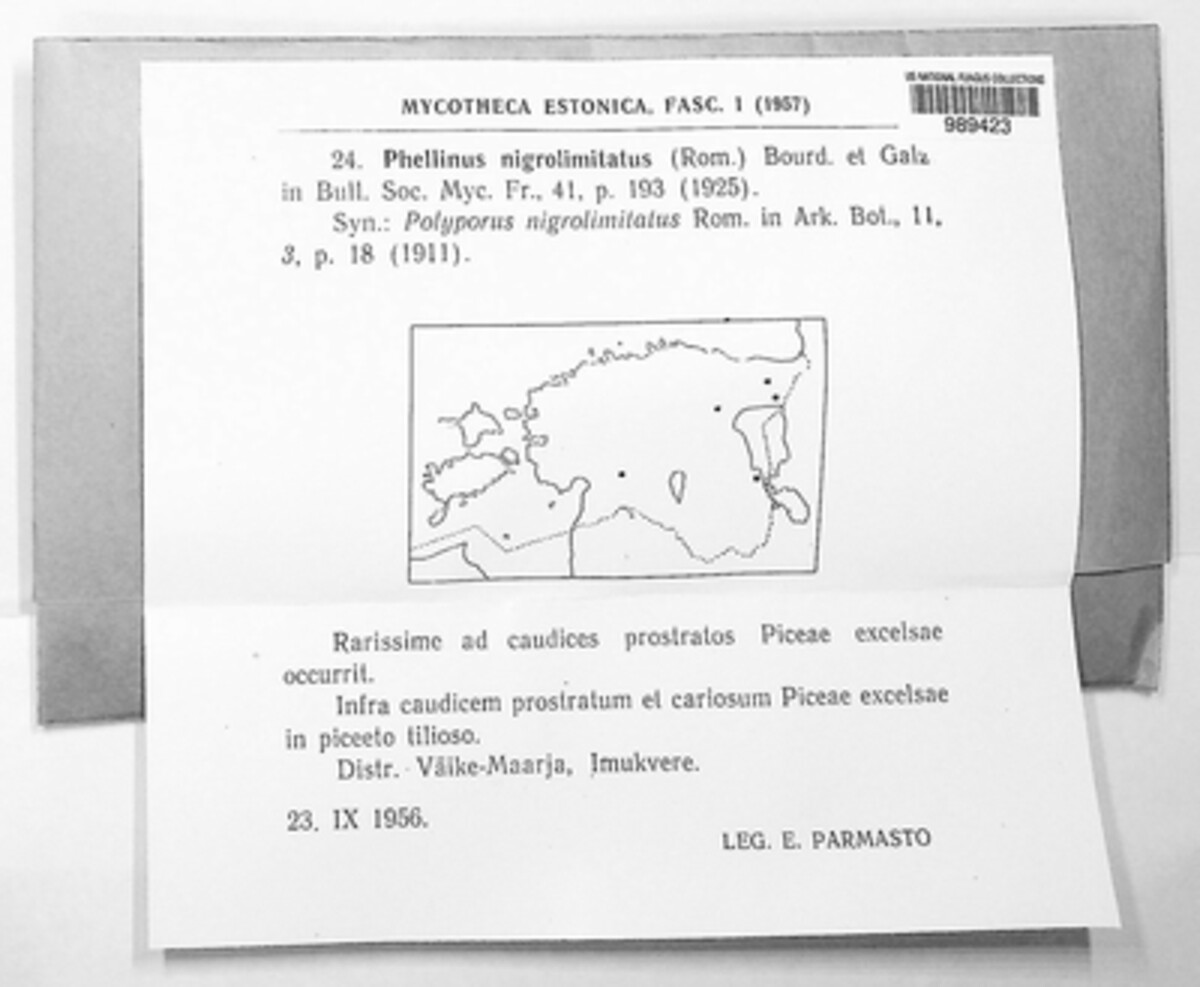 US NATIONAL FUNGUS COLLECTIONS
989423
MYCOTHECA ESTONICA, FASC. 1 (1957)
24. Phellinus nigrolimitatus (Rom.) Bourd. et Galz
in Bull. Soc. Myc. Fr., 41, p. 193 (1925).
Syn.: Polyporus nigrolimitatus Rom. in Ark. Bot., 11,
3, p. 18 (1911).
Rarissime ad caudices prostratos Piceae excelsae
occurrit.
Infra caudicem prostratum et cariosum Piceae excelsae
in piceeto tilioso.
Distr. Väike-Maarja, Imukvere.
23. IX 1956.
LEG. E. PARMASTO